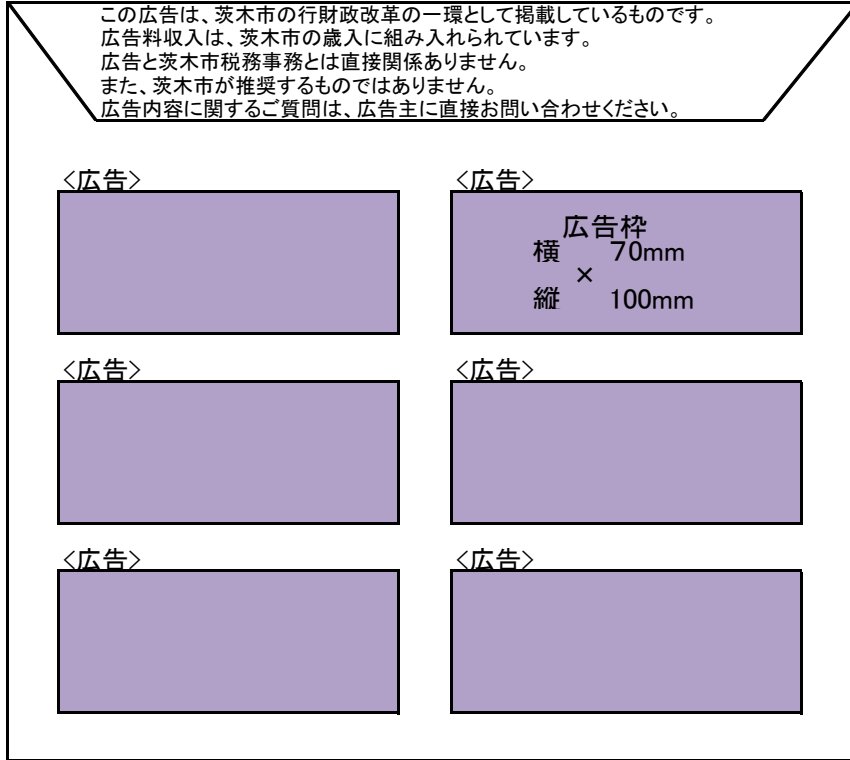 この広告は、茨木市の行財政改革の一環として掲載しているものです。
広告料収入は、茨木市の歳入に組み入れられています。
広告と茨木市税務事務とは直接関係ありません。
また、茨木市が推奨するものではありません。
広告内容に関するご質問は、広告主に直接お問い合わせください。
<広告>
<広告>
広告枠
横 70mm
×
縦 100mm
<広告>
<広告>
<広告>
<広告>